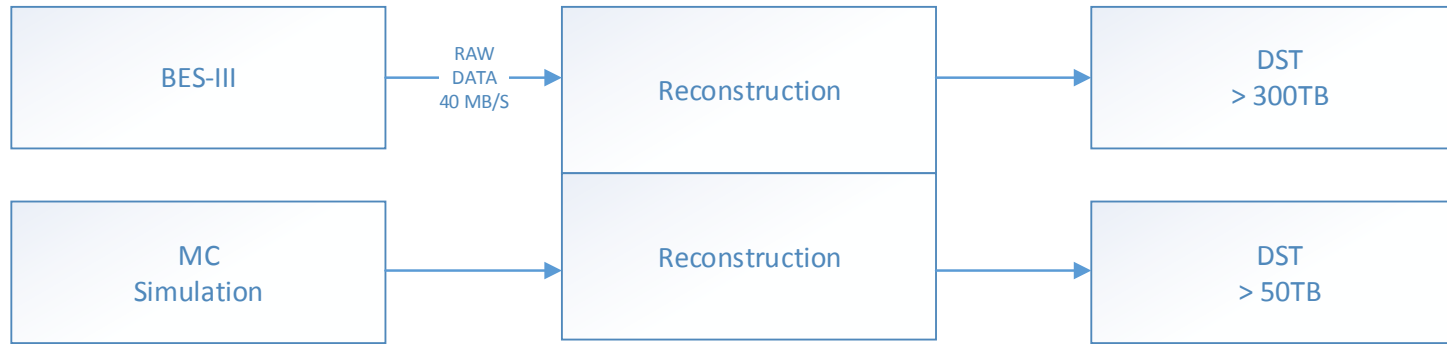 BES-III
RAW
DATA
40 MB/S
Reconstruction
DST
> 300TB
MC
Simulation
Reconstruction
DST
> 50TB